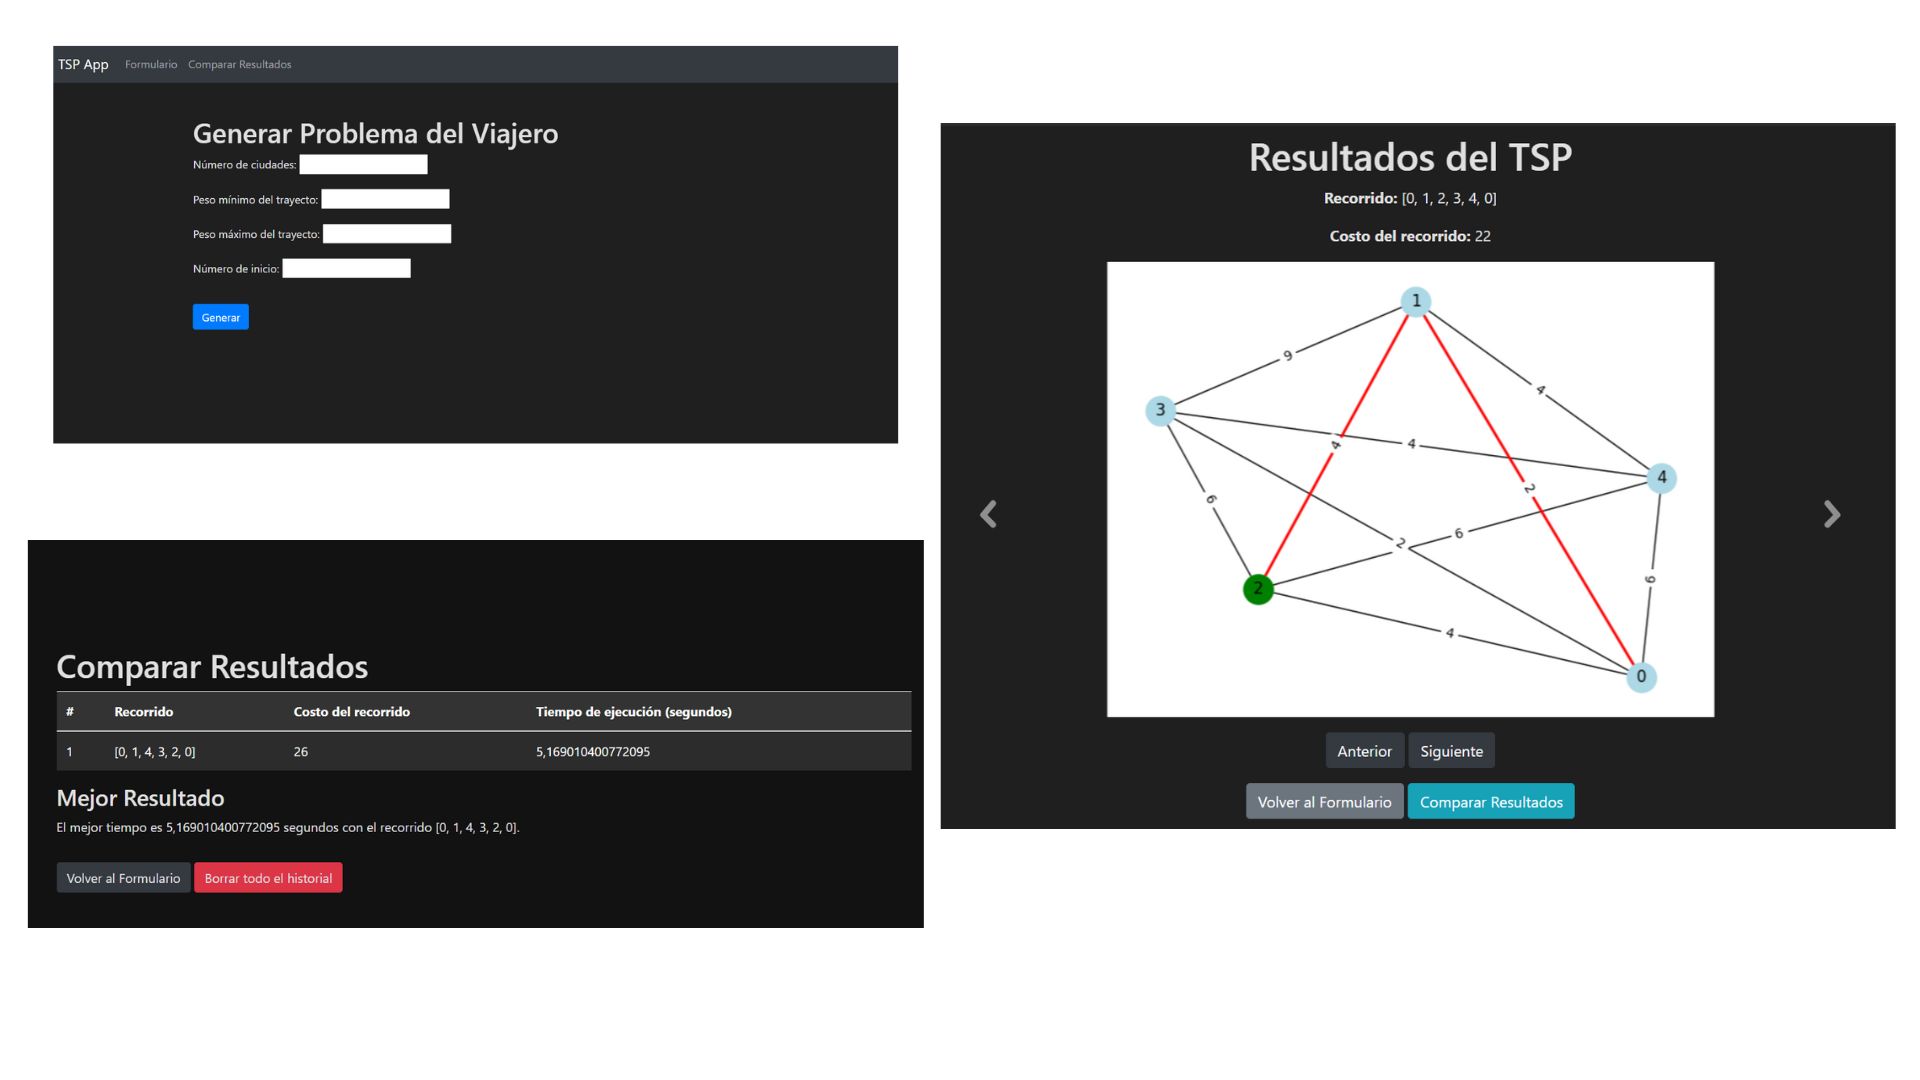 TSP App Formulario Comparar Resultados
Generar Problema del Viajero
Número de ciudades:
Peso mínimo del trayecto:
Peso máximo del trayecto:
Número de inicio:
Generar
Comparar Resultados
# Recorrido Costo del recorrido Tiempo de ejecución (segundos)
1 [0, 1, 4, 3, 2, 0] 26 5,169010400772095
Mejor Resultado
El mejor tiempo es 5,169010400772095 segundos con el recorrido [0, 1, 4, 3, 2, 0].
Volver al Formulario Borrar todo el historial
Resultados del TSP
Recorrido: [0, 1, 2, 3, 4, 0]
Costo del recorrido: 22
1
9
4
3
4
4
4
2
6
6
2
6
2
4
0
Anterior Siguiente
Volver al Formulario Comparar Resultados